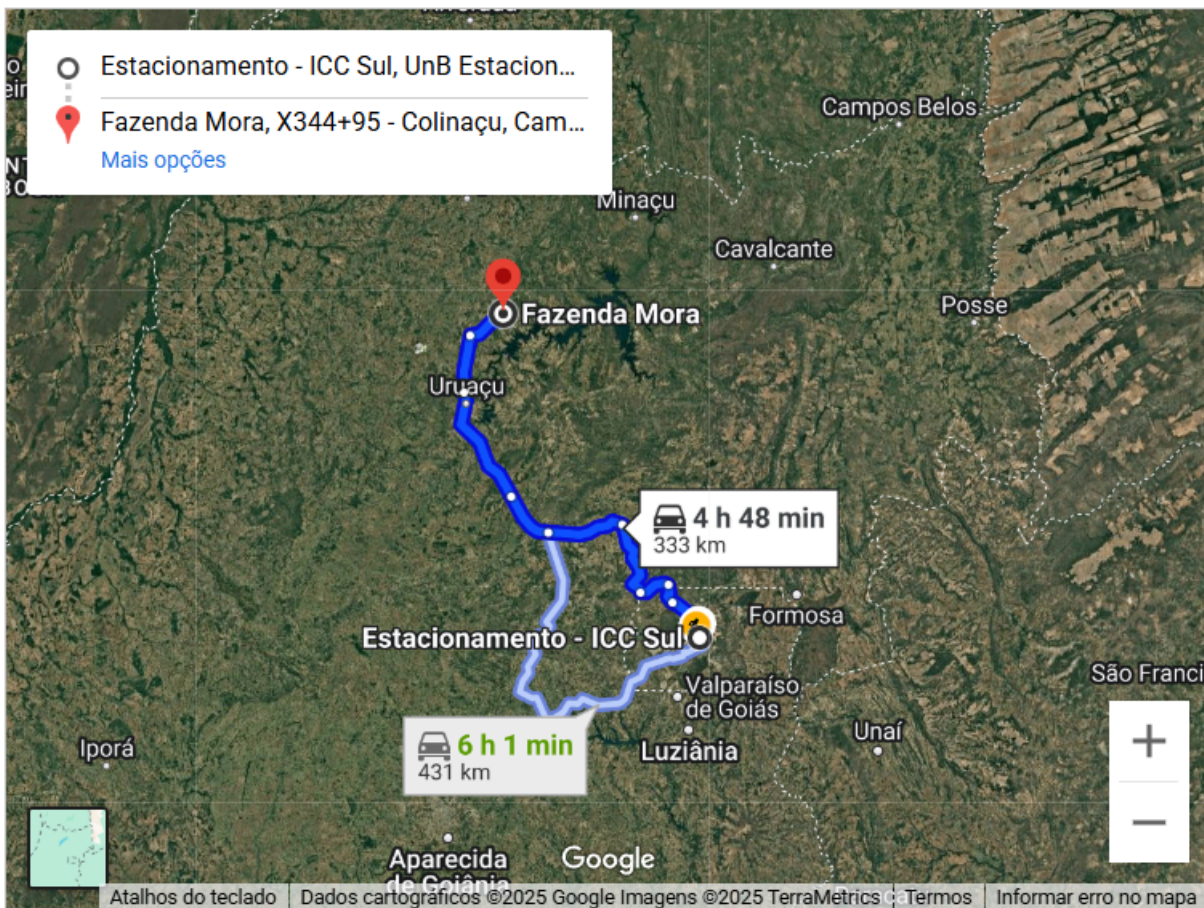 Estacionamento - ICC Sul, UnB Estacion...
Fazenda Mora, X344+95 - Colinaçu, Cam...
Mais opções
Campos Belos
Minaçu
Cavalcante
Posse
Fazenda Mora
Uruaçu
4 h 48 min
333 km
Formosa
Estacionamento - ICC Sul
São Franci
Valparaíso
de Goiás
Unaí
Luziânia
6 h 1 min
431 km
Iporá
+
−
Aparecida
de Goiânia
Google
Atalhos do teclado
Dados cartográficos ©2025 Google Imagens ©2025 TerraMetrics
Termos
Informar erro no mapa